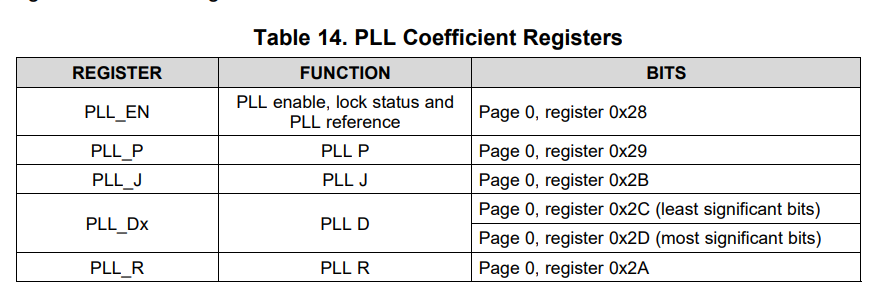 Table 14. PLL Coefficient Registers
REGISTER FUNCTION BITS
PLL_EN PLL enable, lock status and PLL reference Page 0, register 0x28
PLL_P PLL P Page 0, register 0x29
PLL_J PLL J Page 0, register 0x2B
PLL_Dx PLL D Page 0, register 0x2C (least significant bits)
Page 0, register 0x2D (most significant bits)
PLL_R PLL R Page 0, register 0x2A